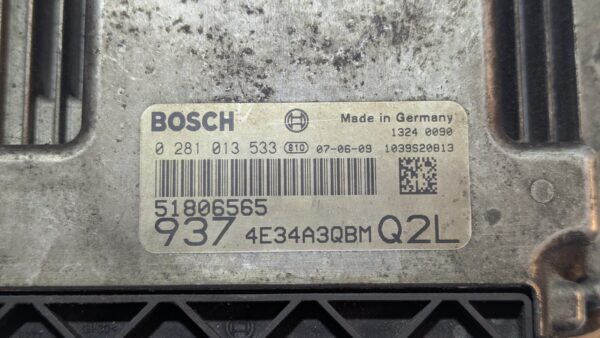 BOSCH Made in Germany
1324 0090
0 281 013 533 810 07-06-09 1039S20813
51806565
937 4E34A3QBM Q2L